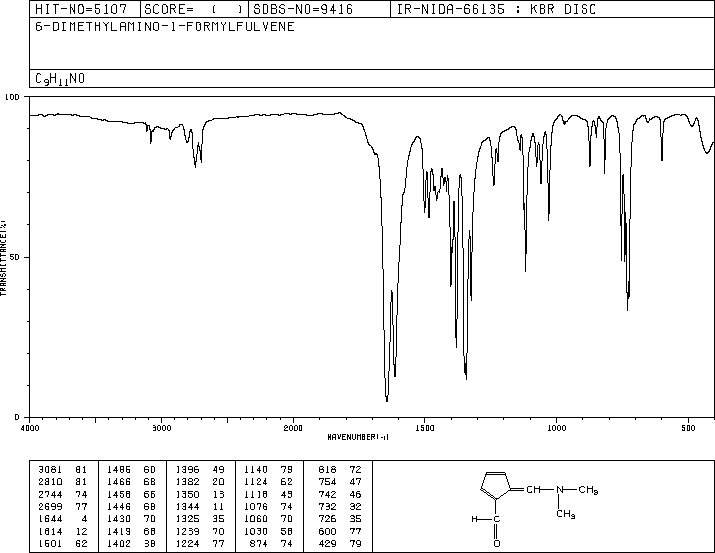 HIT-NO=5107 SCORE= ( ) SDBS-NO=9416 IR-NIDA-66135 : KBR DISC
6-DIMETHYLAMINO-1-FORMYLFULVENE
C9H11NO
100
50
0
TRANSMITTANCE(%)
4000 3000 2000 1500 1000 500
WAVENUMBER(-1)
3081 81 1486 60 1396 49 1140 79 818 72
2810 81 1466 68 1382 20 1124 62 754 47
2744 74 1458 66 1350 13 1118 43 742 46
2699 77 1446 68 1344 11 1076 74 732 32
1644 4 1430 70 1325 35 1060 70 726 35
1614 12 1419 68 1239 70 1030 58 600 77
1501 62 1402 38 1224 77 874 74 429 79
CH N CH3
H C CH3
O